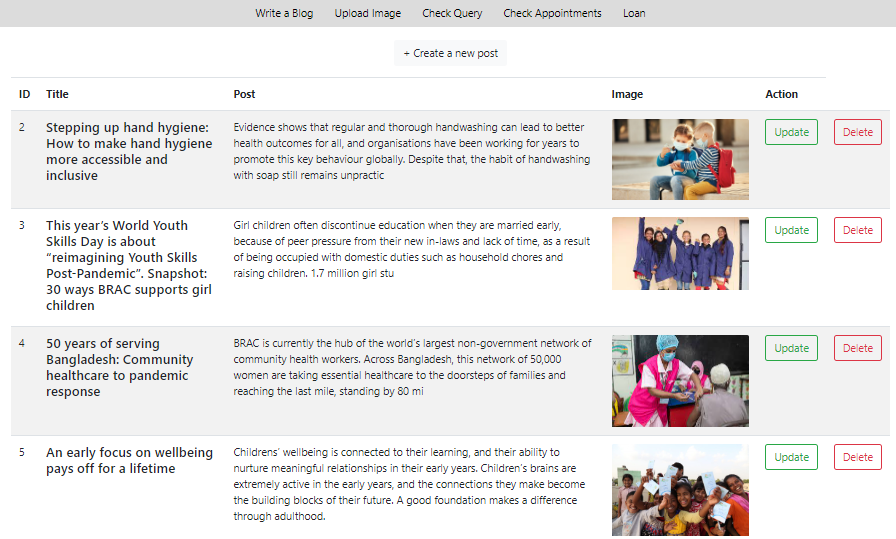 Write a Blog Upload Image Check Query Check Appointments Loan
+ Create a new post
ID Title Post Image Action
2 Stepping up hand hygiene: How to make hand hygiene more accessible and inclusive
Evidence shows that regular and thorough handwashing can lead to better
health outcomes for all, and organisations have been working for years to
promote this key behaviour globally. Despite that, the habit of handwashing
with soap still remains unpractic
Update Delete
3 This year’s World Youth
Skills Day is about
“reimagining Youth Skills
Post-Pandemic”. Snapshot:
30 ways BRAC supports girl
children
Girl children often discontinue education when they are married early,
because of peer pressure from their new in-laws and lack of time, as a result
of being occupied with domestic duties such as household chores and
raising children. 1.7 million girl stu
Update Delete
4 50 years of serving
Bangladesh: Community
healthcare to pandemic
response
BRAC is currently the hub of the world’s largest non-government network of
community health workers. Across Bangladesh, this network of 50,000
women are taking essential healthcare to the doorsteps of families and
reaching the last mile, standing by 80 mi
Update Delete
5 An early focus on wellbeing
pays off for a lifetime
Childrens’ wellbeing is connected to their learning, and their ability to
nurture meaningful relationships in their early years. Children’s brains are
extremely active in the early years, and the connections they make become
the building blocks of their future. A good foundation makes a difference
through adulthood.
Update Delete